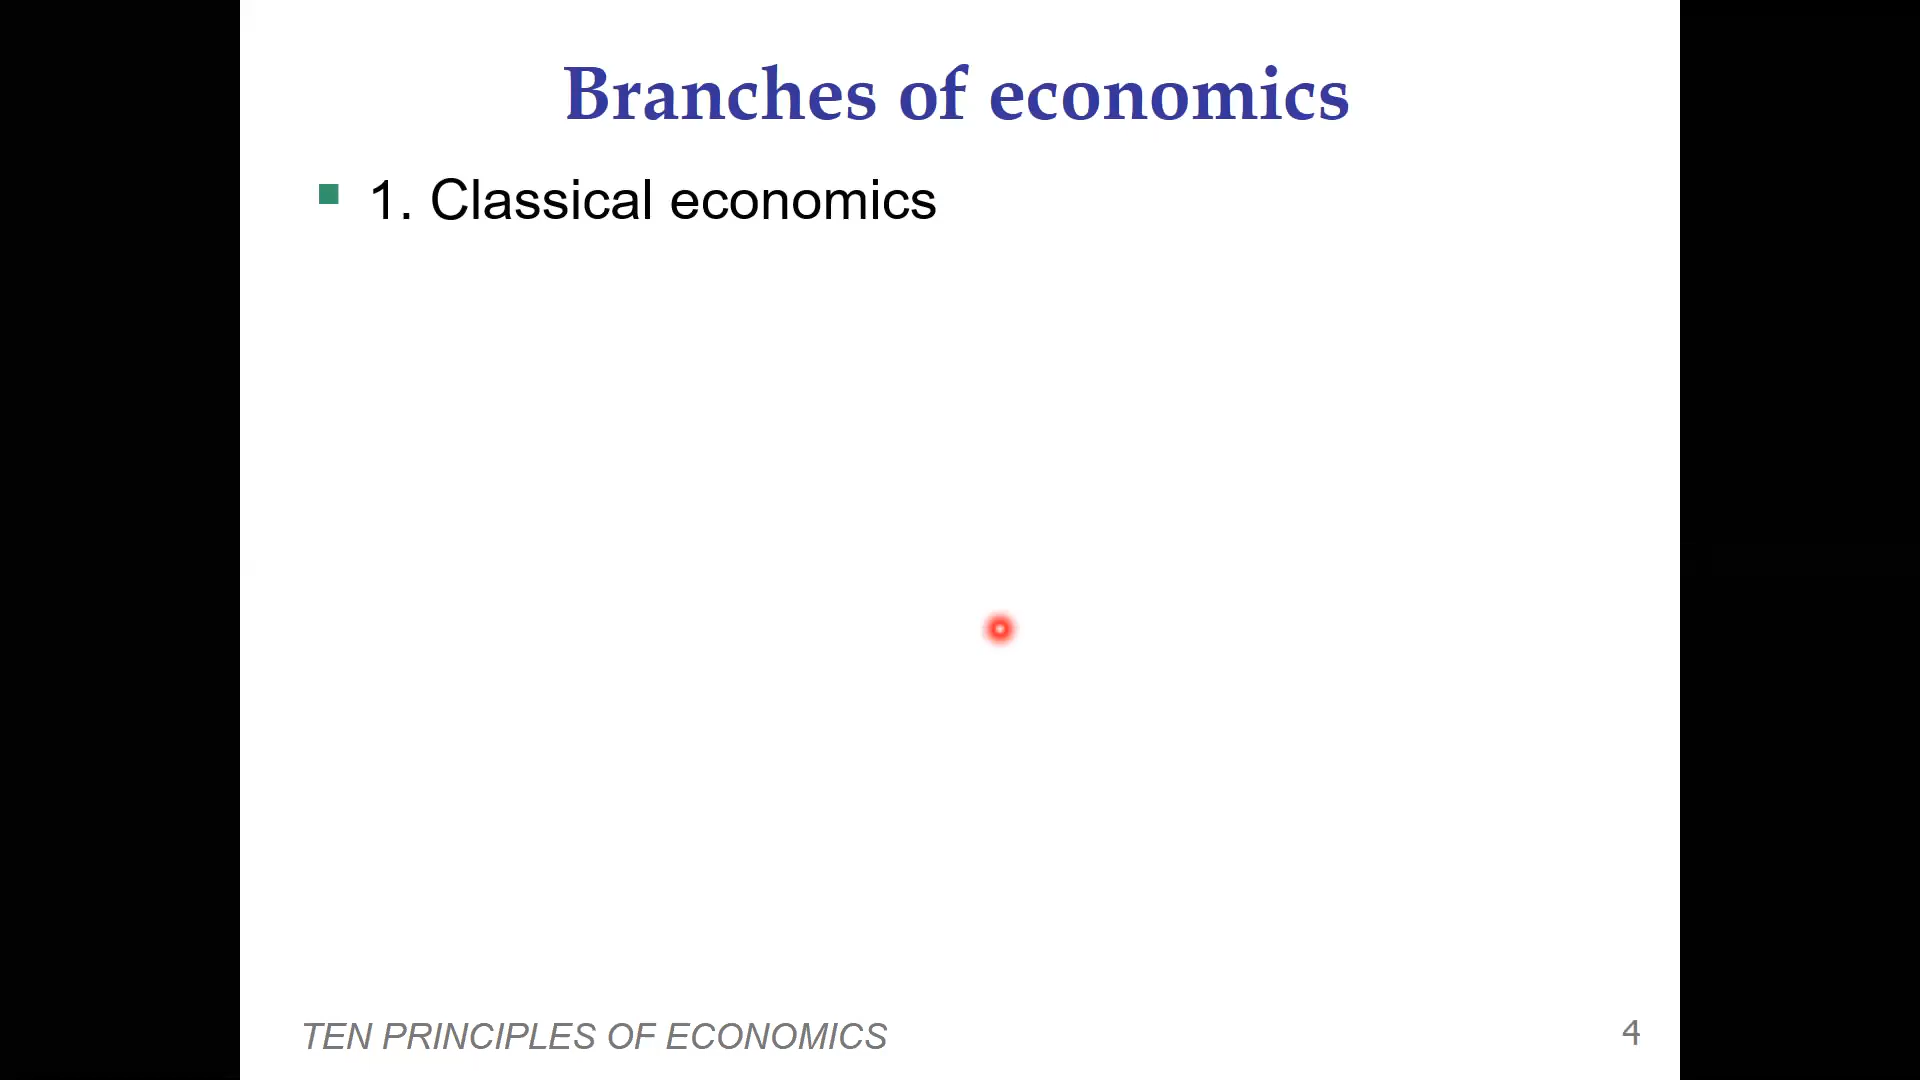 Branches of economics
1. Classical economics
TEN PRINCIPLES OF ECONOMICS
4